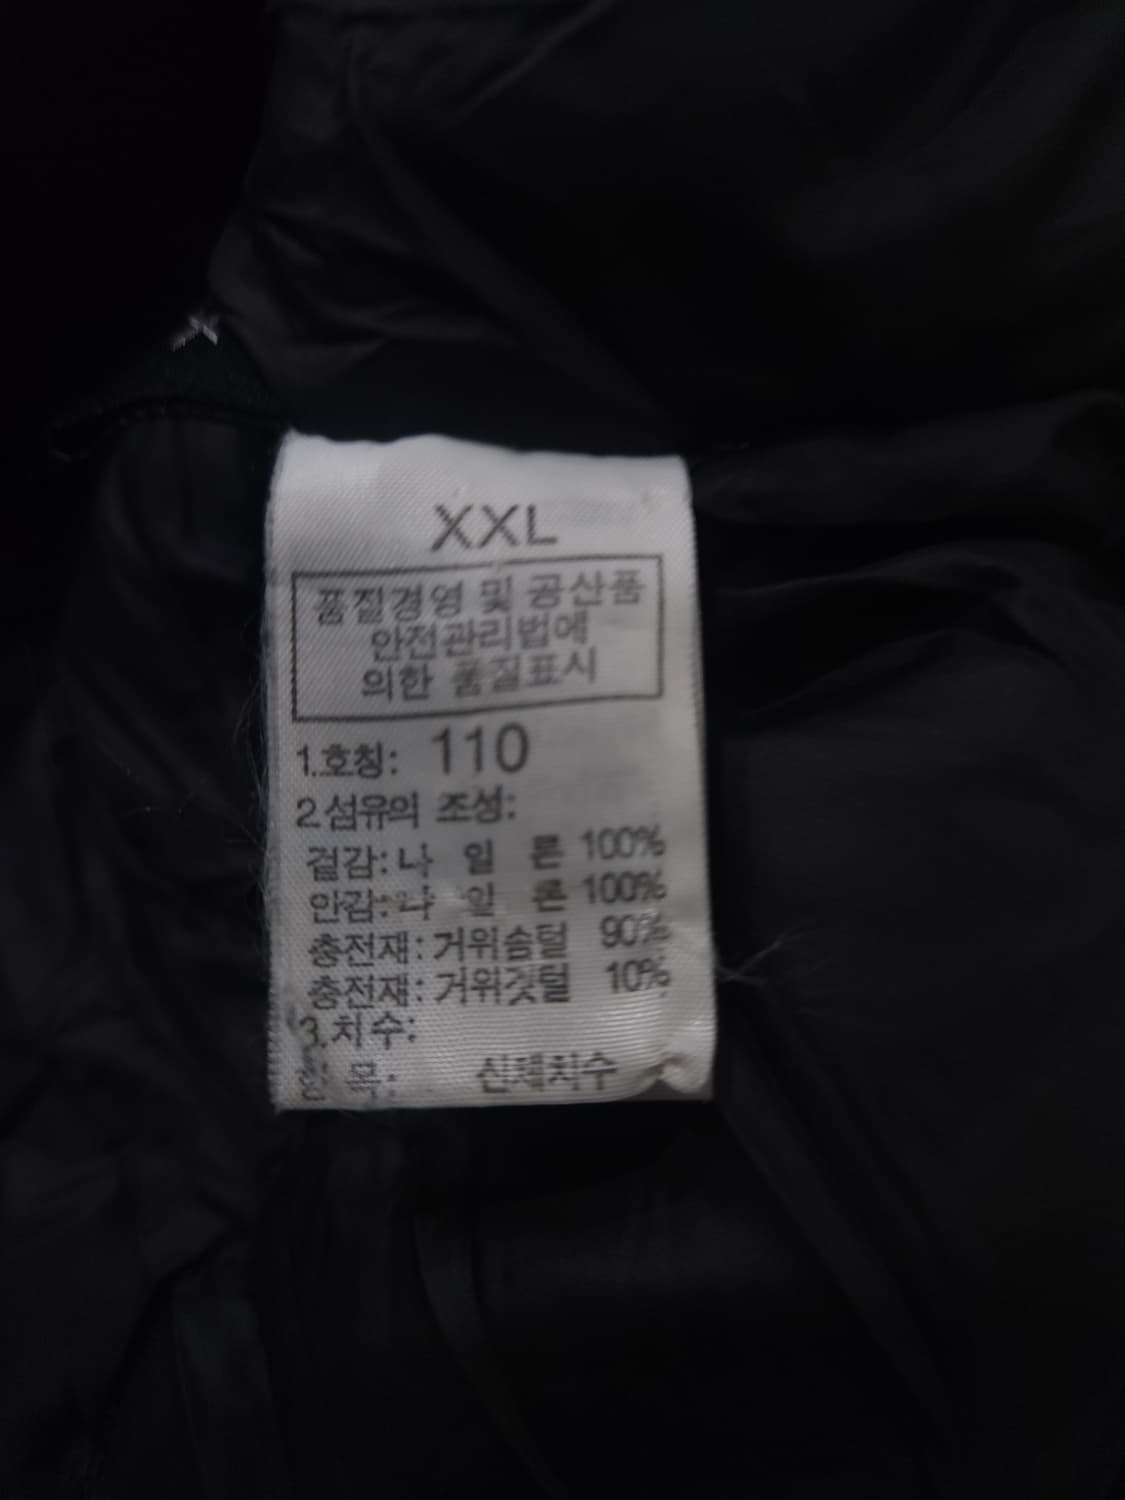 XXL
품질경영 및 공산품
안전관리법에
의한 품질표시
1.호칭: 110
2.섬유의 조성:
겉감: 나 일 론 100%
안감: 나 일 론 100%
충전재: 거위솜털 90%
충전재: 거위깃털 10%
3.치수:
항 목: 신체치수